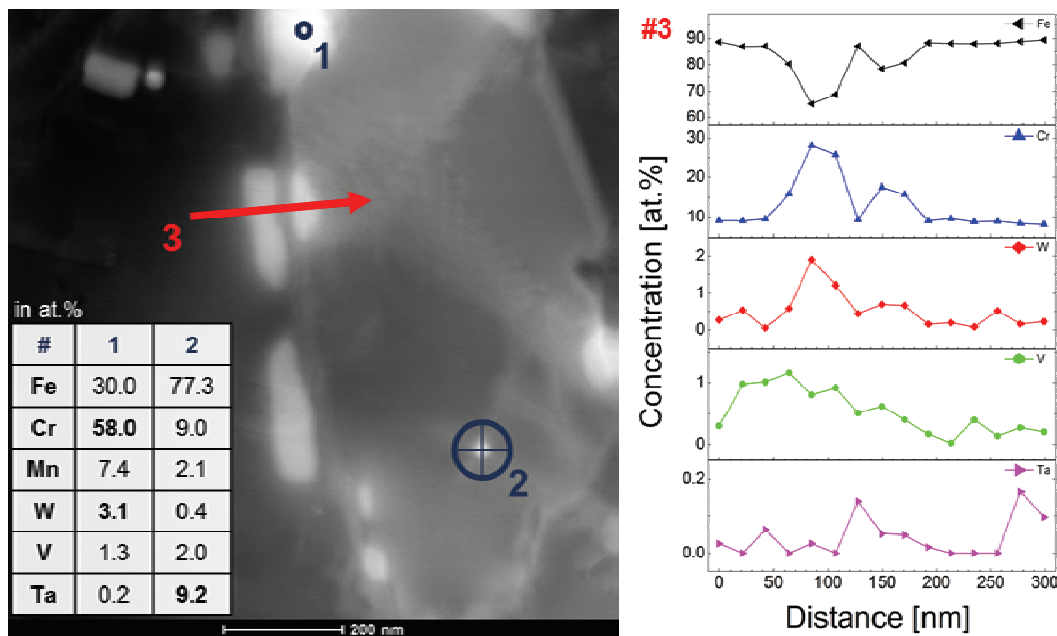 1
3
2
in at.%
# 1 2
Fe 30.0 77.3
Cr 58.0 9.0
Mn 7.4 2.1
W 3.1 0.4
V 1.3 2.0
Ta 0.2 9.2
200 nm
#3
Concentration [at.%]
Fe
90
80
70
60
Cr
30
20
10
W
2
1
0
V
1
0
Ta
0.2
0.0
0 50 100 150 200 250 300
Distance [nm]